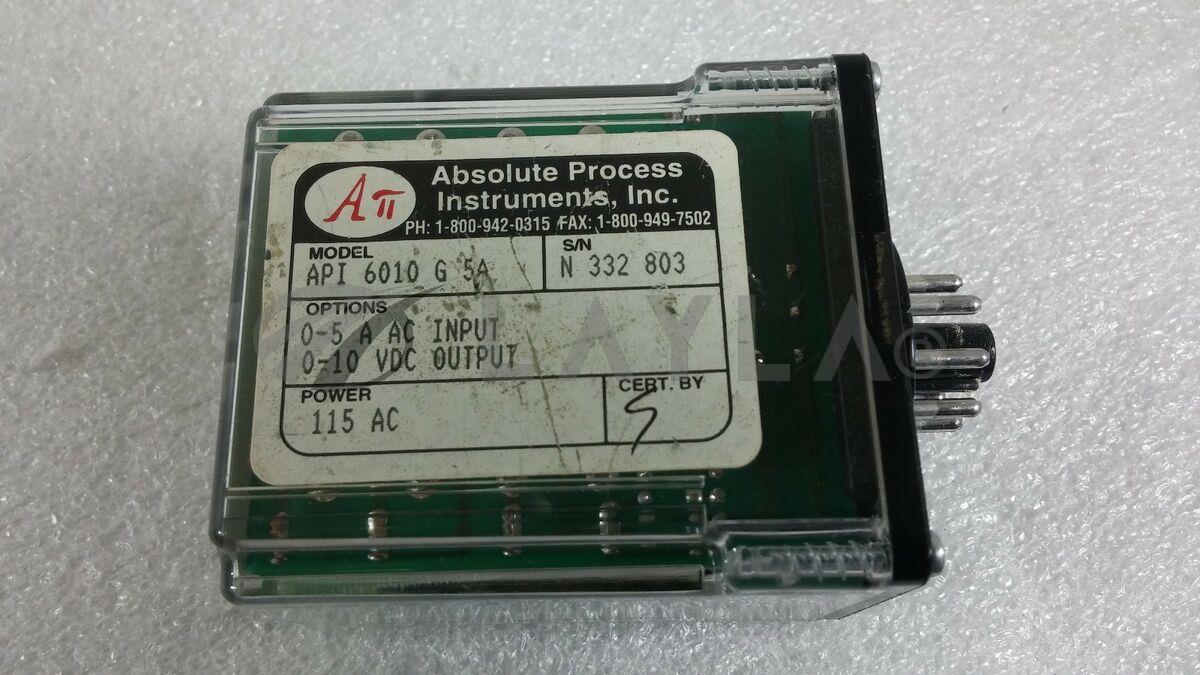 Aπ
Absolute Process
Instruments, Inc.
PH: 1-800-942-0315 FAX: 1-800-949-7502
MODEL
API 6010 G 5A
S/N
N 332 803
OPTIONS
0-5 A AC INPUT
0-10 VDC OUTPUT
POWER
115 AC
CERT. BY
CAYLA©